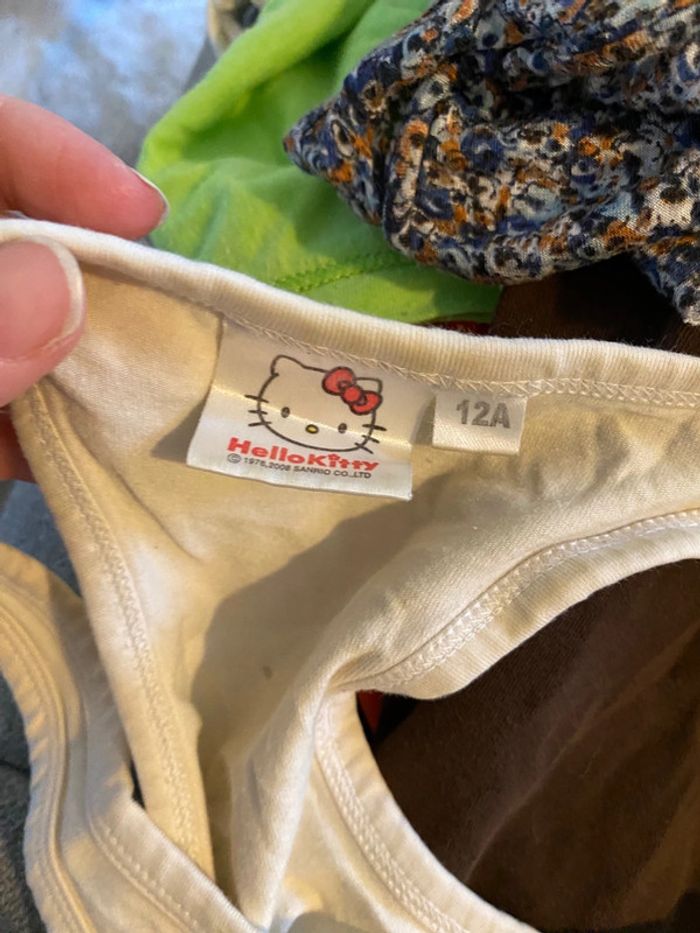 HelloKitty
© 1976,2008 SANRIO CO.,LTD
12A